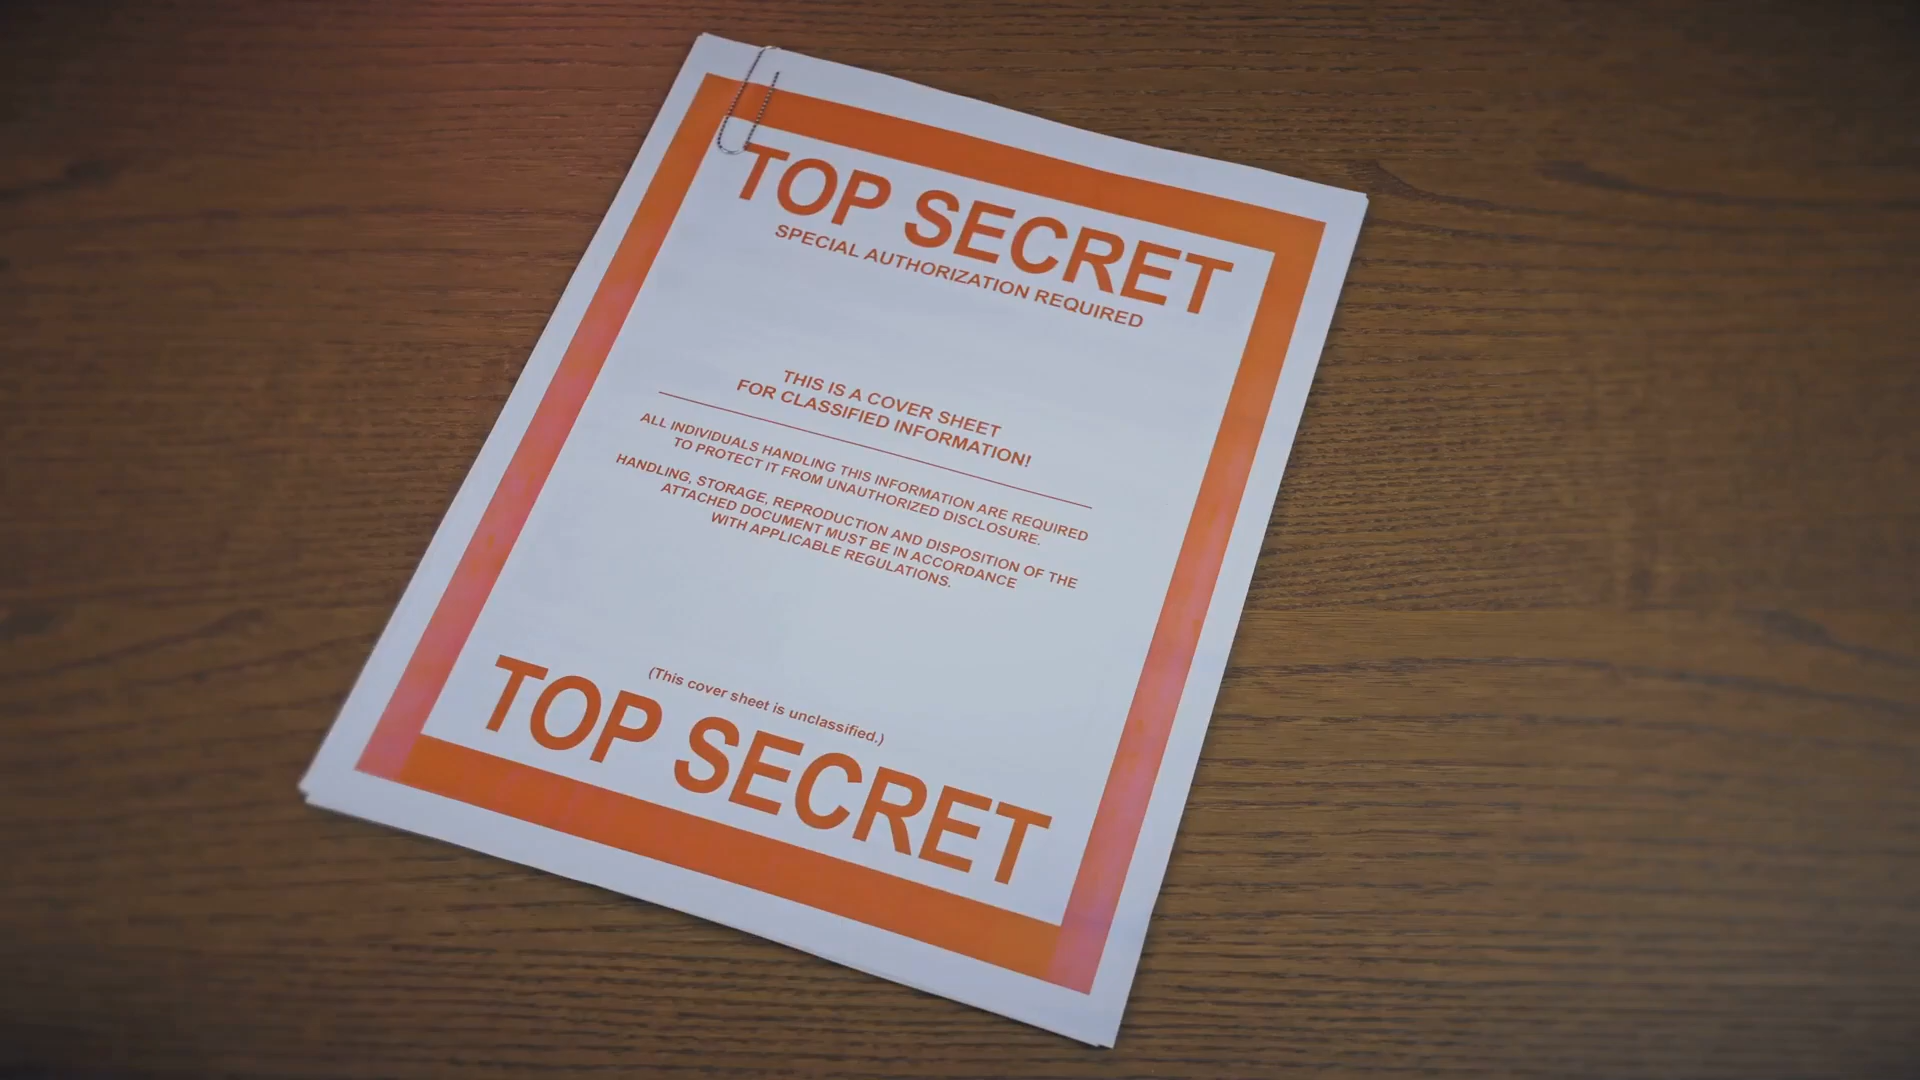 TOP SECRET
SPECIAL AUTHORIZATION REQUIRED
THIS IS A COVER SHEET
FOR CLASSIFIED INFORMATION!
ALL INDIVIDUALS HANDLING THIS INFORMATION ARE REQUIRED
TO PROTECT IT FROM UNAUTHORIZED DISCLOSURE.
HANDLING, STORAGE, REPRODUCTION AND DISPOSITION OF THE
ATTACHED DOCUMENT MUST BE IN ACCORDANCE
WITH APPLICABLE REGULATIONS.
(This cover sheet is unclassified.)
TOP SECRET